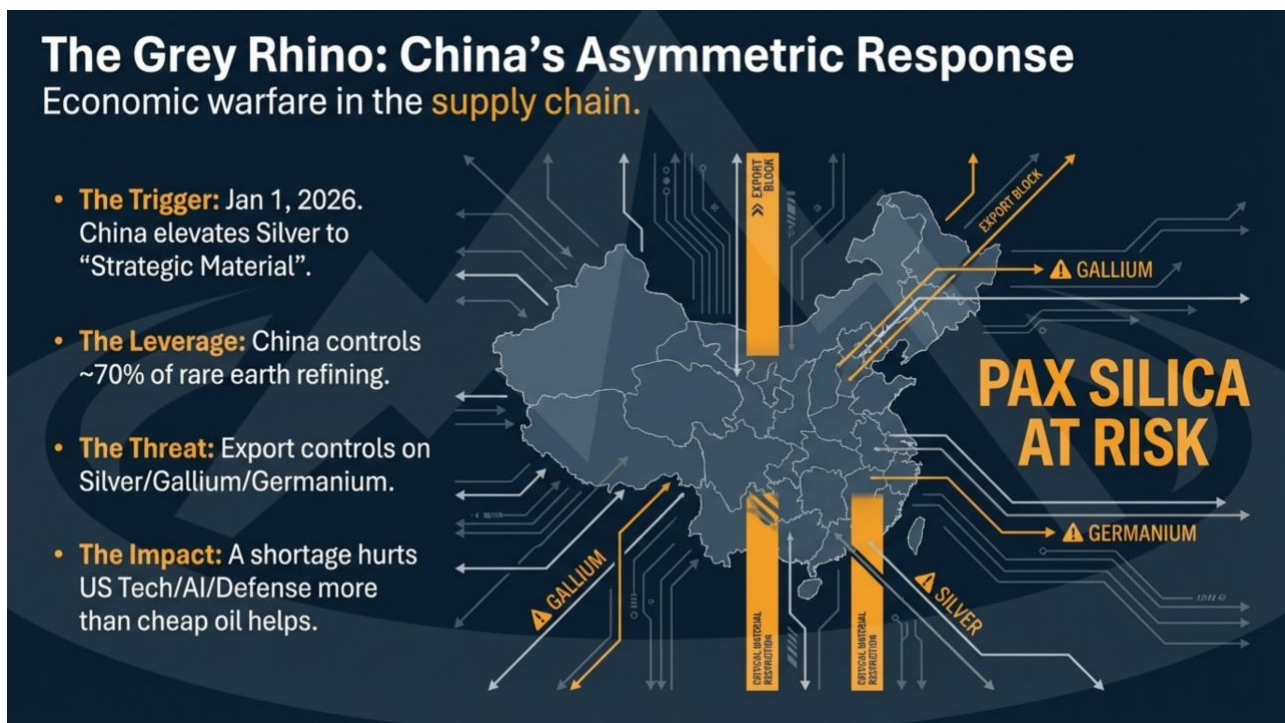 The Grey Rhino: China's Asymmetric Response
Economic warfare in the supply chain.
• The Trigger: Jan 1, 2026.
China elevates Silver to
“Strategic Material”.
• The Leverage: China controls
~70% of rare earth refining.
• The Threat: Export controls on
Silver/Gallium/Germanium.
• The Impact: A shortage hurts
US Tech/AI/Defense more
than cheap oil helps.
EXPORT
BLOCK
EXPORT BLOCK
GALLIUM
PAX SILICA
AT RISK
GERMANIUM
GALLIUM
SILVER